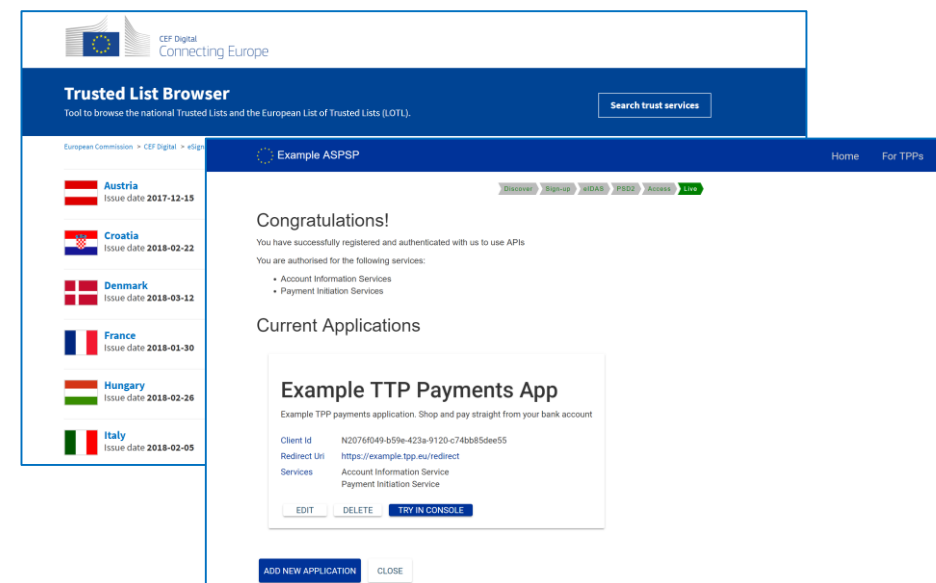 CEF Digital
Connecting Europe
Trusted List Browser
Tool to browse the national Trusted Lists and the European List of Trusted Lists (LOTL).
Search trust services
European Commission > CEF Digital > eSign
Austria
Issue date 2017-12-15
Croatia
Issue date 2018-02-22
Denmark
Issue date 2018-03-12
France
Issue date 2018-01-30
Hungary
Issue date 2018-02-26
Italy
Issue date 2018-02-05
Example ASPSP
Home For TPPs
Discover Sign-up eIDAS PSD2 Access Live
Congratulations!
You have successfully registered and authenticated with us to use APIs
You are authorised for the following services:
• Account Information Services
• Payment Initiation Services
Current Applications
Example TTP Payments App
Example TPP payments application. Shop and pay straight from your bank account
Client Id N2076f049-b59e-423a-9120-c74bb85dee55
Redirect Uri https://example.tpp.eu/redirect
Services Account Information Service
Payment Initiation Service
EDIT DELETE TRY IN CONSOLE
ADD NEW APPLICATION CLOSE